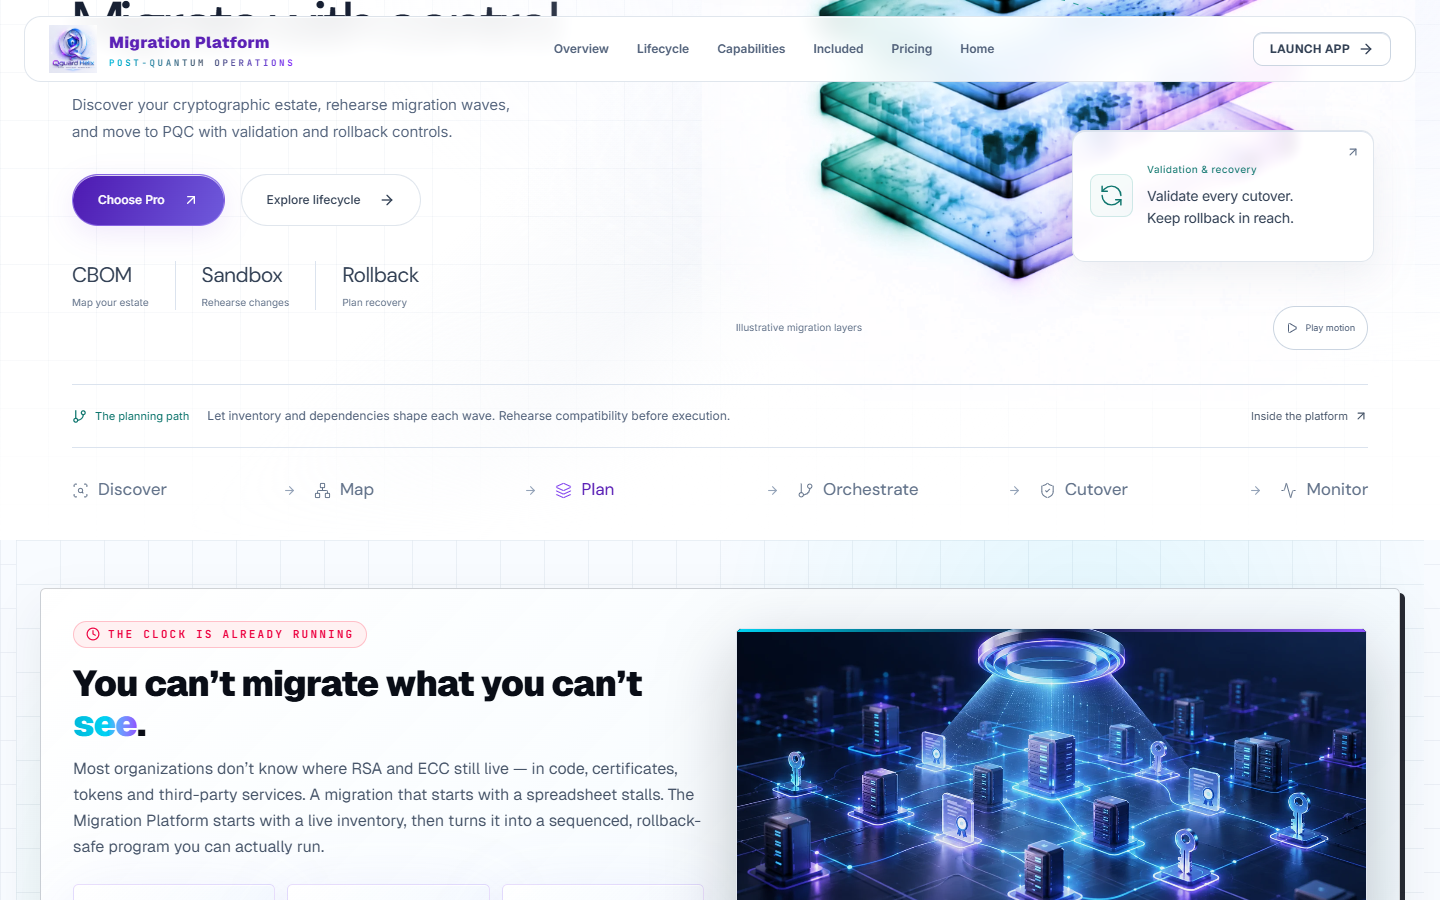 Migrate with control
Migration Platform
POST-QUANTUM OPERATIONS
Overview
Lifecycle
Capabilities
Included
Pricing
Home
LAUNCH APP
Discover your cryptographic estate, rehearse migration waves,
and move to PQC with validation and rollback controls.
Choose Pro
Explore lifecycle
CBOM
Map your estate
Sandbox
Rehearse changes
Rollback
Plan recovery
Validation & recovery
Validate every cutover.
Keep rollback in reach.
Illustrative migration layers
Play motion
The planning path
Let inventory and dependencies shape each wave. Rehearse compatibility before execution.
Inside the platform
Discover
Map
Plan
Orchestrate
Cutover
Monitor
THE CLOCK IS ALREADY RUNNING
You can’t migrate what you can’t
see.
Most organizations don’t know where RSA and ECC still live — in code, certificates,
tokens and third-party services. A migration that starts with a spreadsheet stalls. The
Migration Platform starts with a live inventory, then turns it into a sequenced, rollback-
safe program you can actually run.